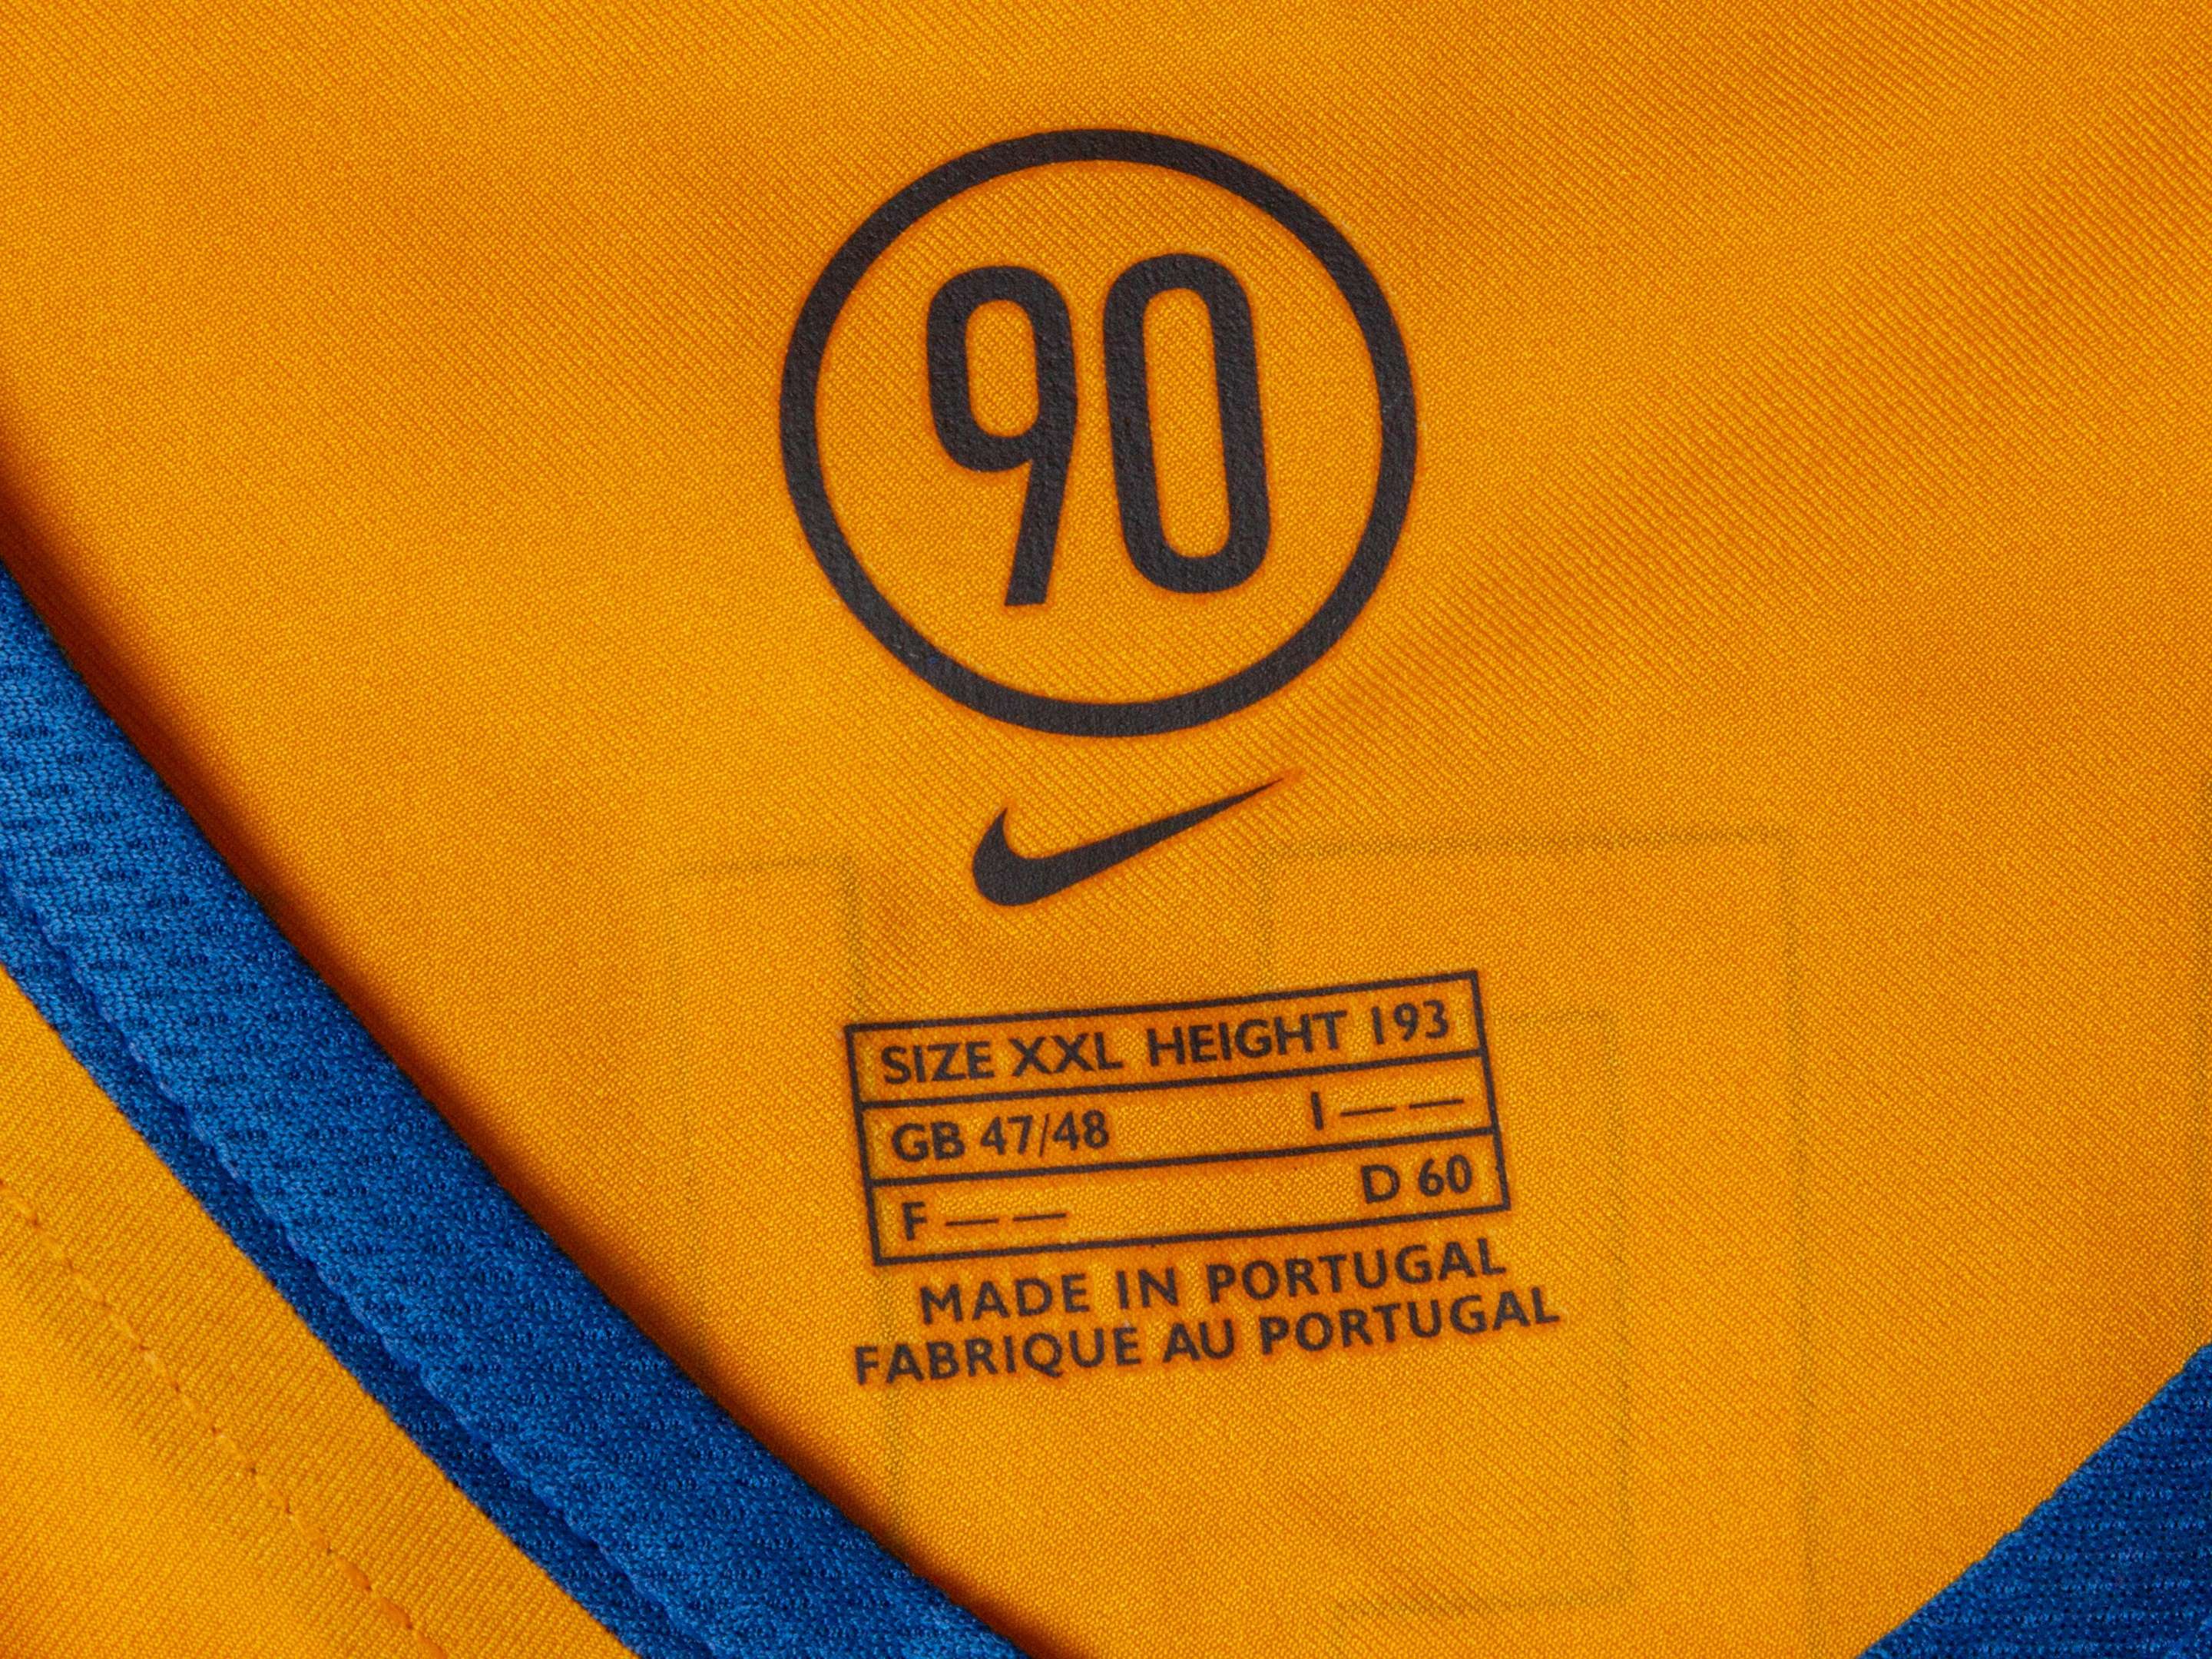 90
SIZE XXL HEIGHT 193
GB 47/48 I — —
F — — D 60
MADE IN PORTUGAL
FABRIQUE AU PORTUGAL